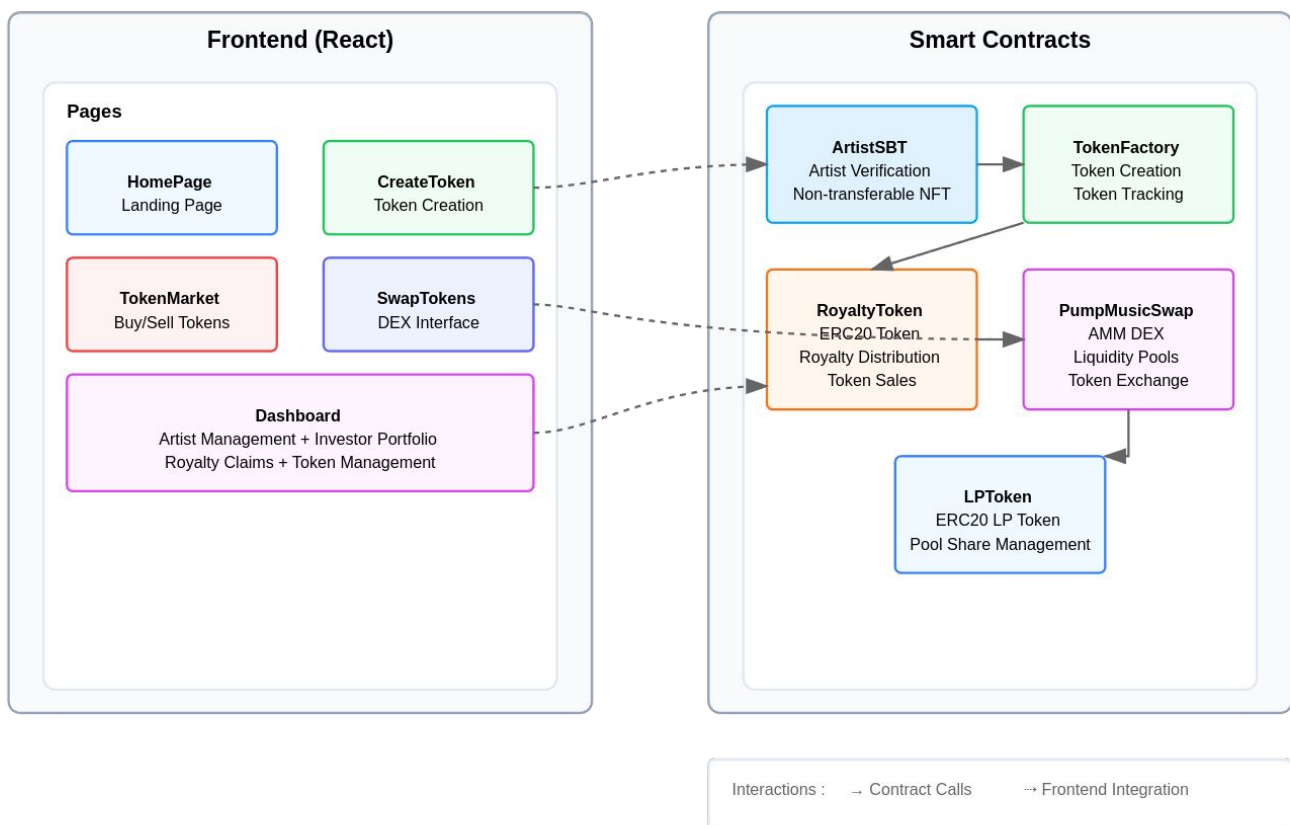 Frontend (React)
Pages
HomePage
Landing Page
CreateToken
Token Creation
TokenMarket
Buy/Sell Tokens
SwapTokens
DEX Interface
Dashboard
Artist Management + Investor Portfolio
Royalty Claims + Token Management
Smart Contracts
ArtistSBT
Artist Verification
Non-transferable NFT
TokenFactory
Token Creation
Token Tracking
RoyaltyToken
ERC20 Token
Royalty Distribution
Token Sales
PumpMusicSwap
AMM DEX
Liquidity Pools
Token Exchange
LPToken
ERC20 LP Token
Pool Share Management
Interactions : → Contract Calls ⇢ Frontend Integration